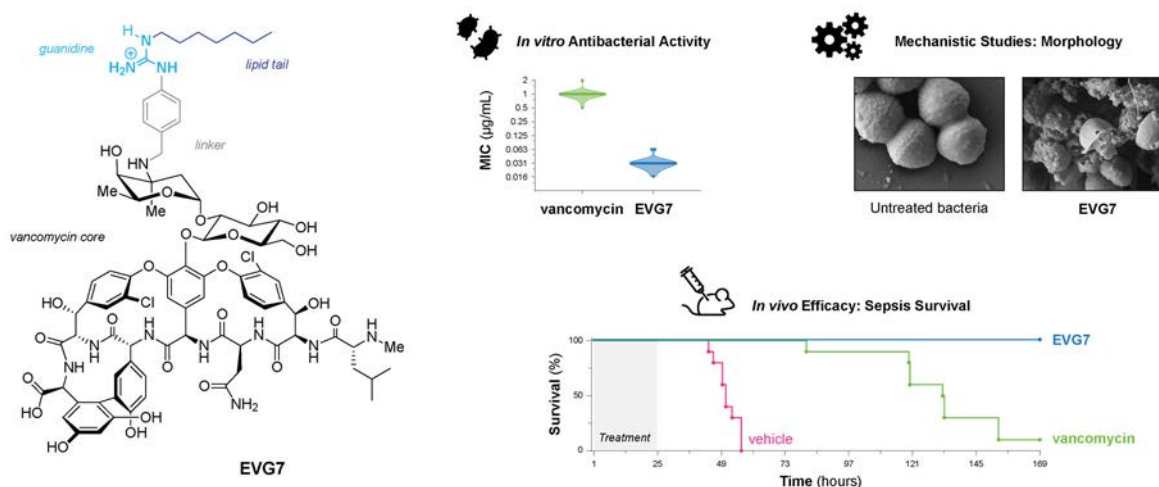 guanidine
H
N
⊕
H₂N
NH
lipid tail
linker
HO
HN
Me
Me
O
O
OH
OH
O
OH
vancomycin core
O
Cl
O
O
Cl
HO
OH
O
H
N
O
H
N
O
H
N
O
NHMe
HN
N
H
O
N
H
O
N
H
O
HO
O
O
NH₂
HO
OH
OH
EVG7
In vitro Antibacterial Activity
MIC (µg/mL)
2
1
0.5
0.25
0.125
0.063
0.031
0.016
vancomycin EVG7
Mechanistic Studies: Morphology
Untreated bacteria
EVG7
In vivo Efficacy: Sepsis Survival
Survival (%)
100
50
0
Treatment
EVG7
vehicle
vancomycin
1 25 49 73 97 121 145 169
Time (hours)